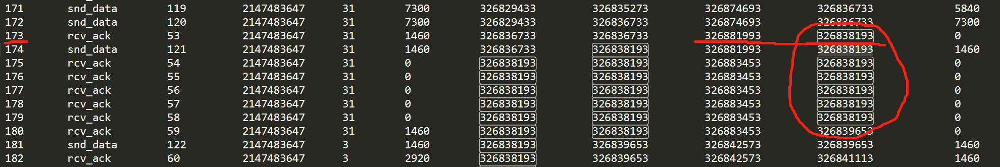 171 snd_data 119 2147483647 31 7300 326829433 326835273 326874693 326836733 5840
172 snd_data 120 2147483647 31 7300 326829433 326836733 326874693 326836733 7300
173 rcv_ack 53 2147483647 31 1460 326836733 326836733 326881993 326838193 0
174 snd_data 121 2147483647 31 1460 326836733 326838193 326881993 326838193 1460
175 rcv_ack 54 2147483647 31 0 326838193 326838193 326883453 326838193 0
176 rcv_ack 55 2147483647 31 0 326838193 326838193 326883453 326838193 0
177 rcv_ack 56 2147483647 31 0 326838193 326838193 326883453 326838193 0
178 rcv_ack 57 2147483647 31 0 326838193 326838193 326883453 326838193 0
179 rcv_ack 58 2147483647 31 0 326838193 326838193 326883453 326838193 0
180 rcv_ack 59 2147483647 31 1460 326838193 326838193 326883453 326839653 0
181 snd_data 122 2147483647 3 1460 326838193 326839653 326842573 326839653 1460
182 rcv_ack 60 2147483647 3 2920 326838193 326839653 326842573 326841113 1460